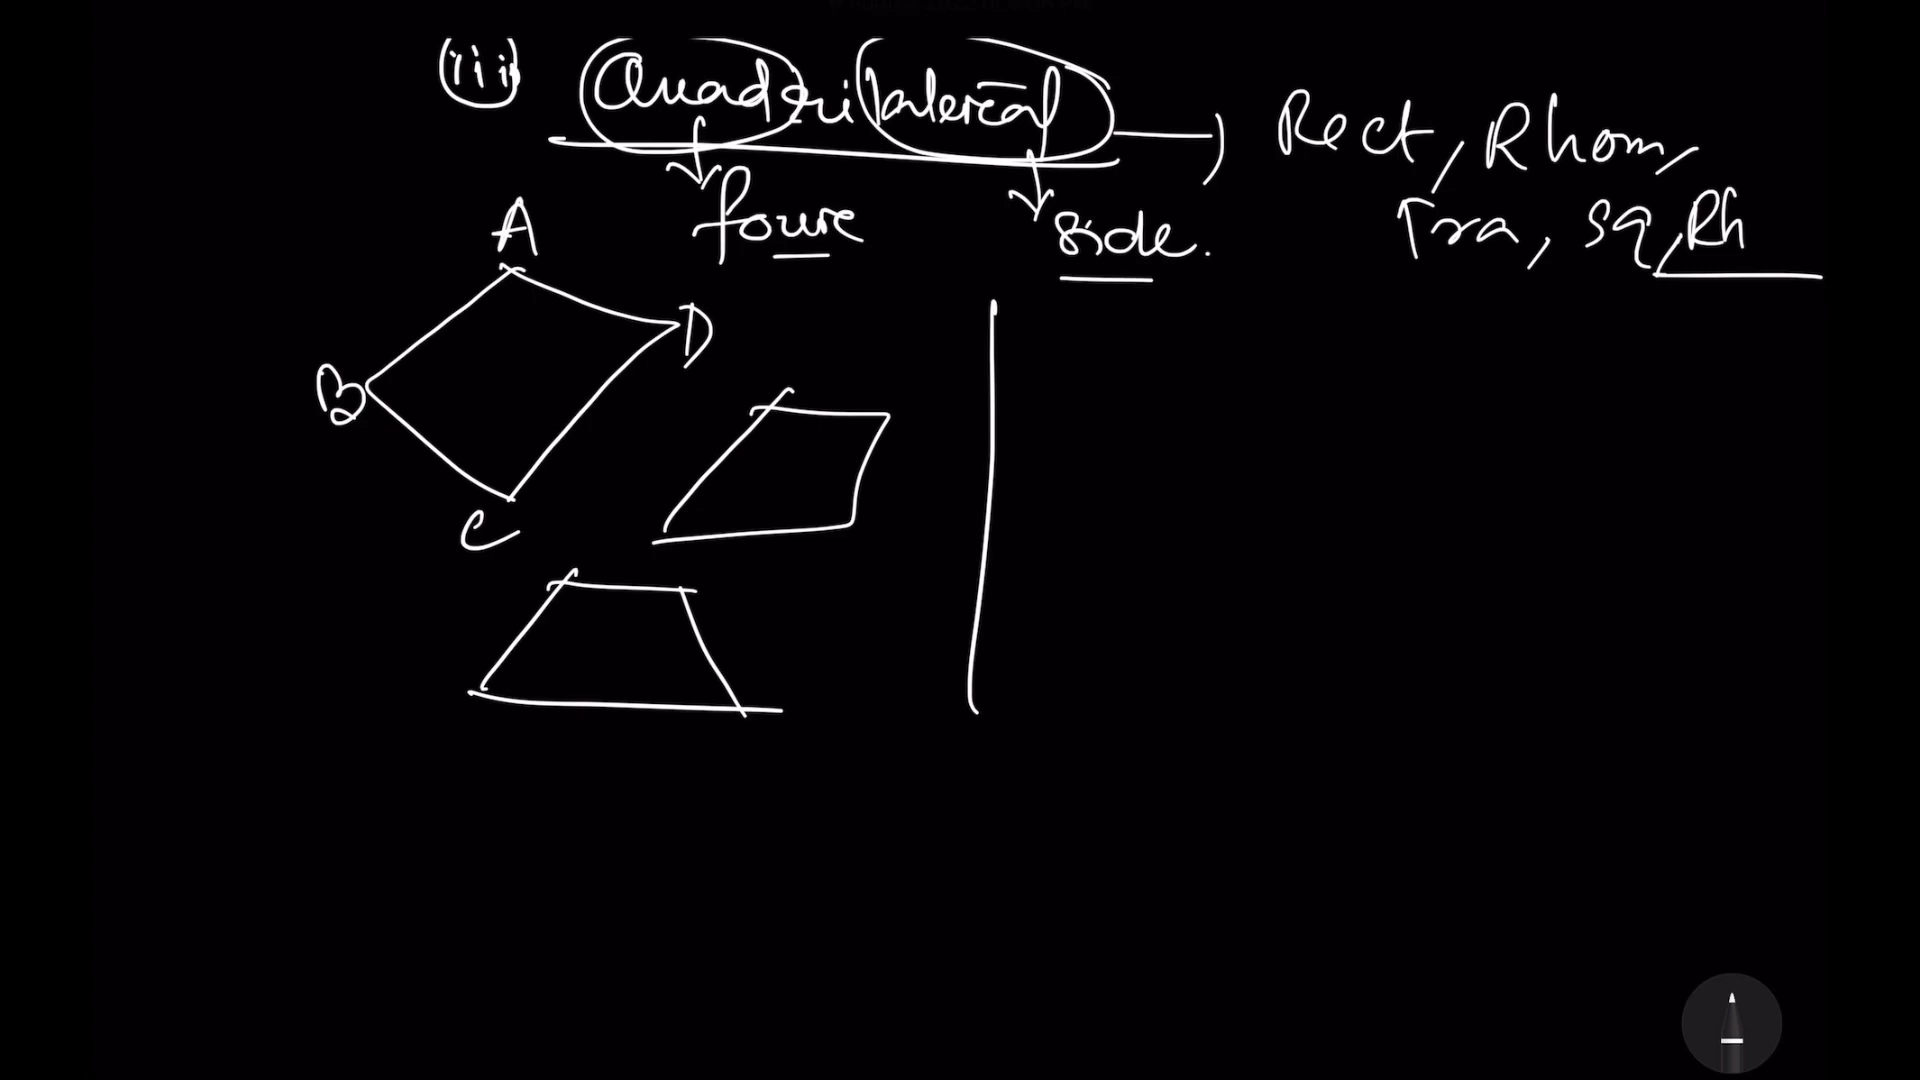 (iii) Quadrilateral → Rect, Rhom,
four side. Tra, Sq, Rh
A
D
B
C